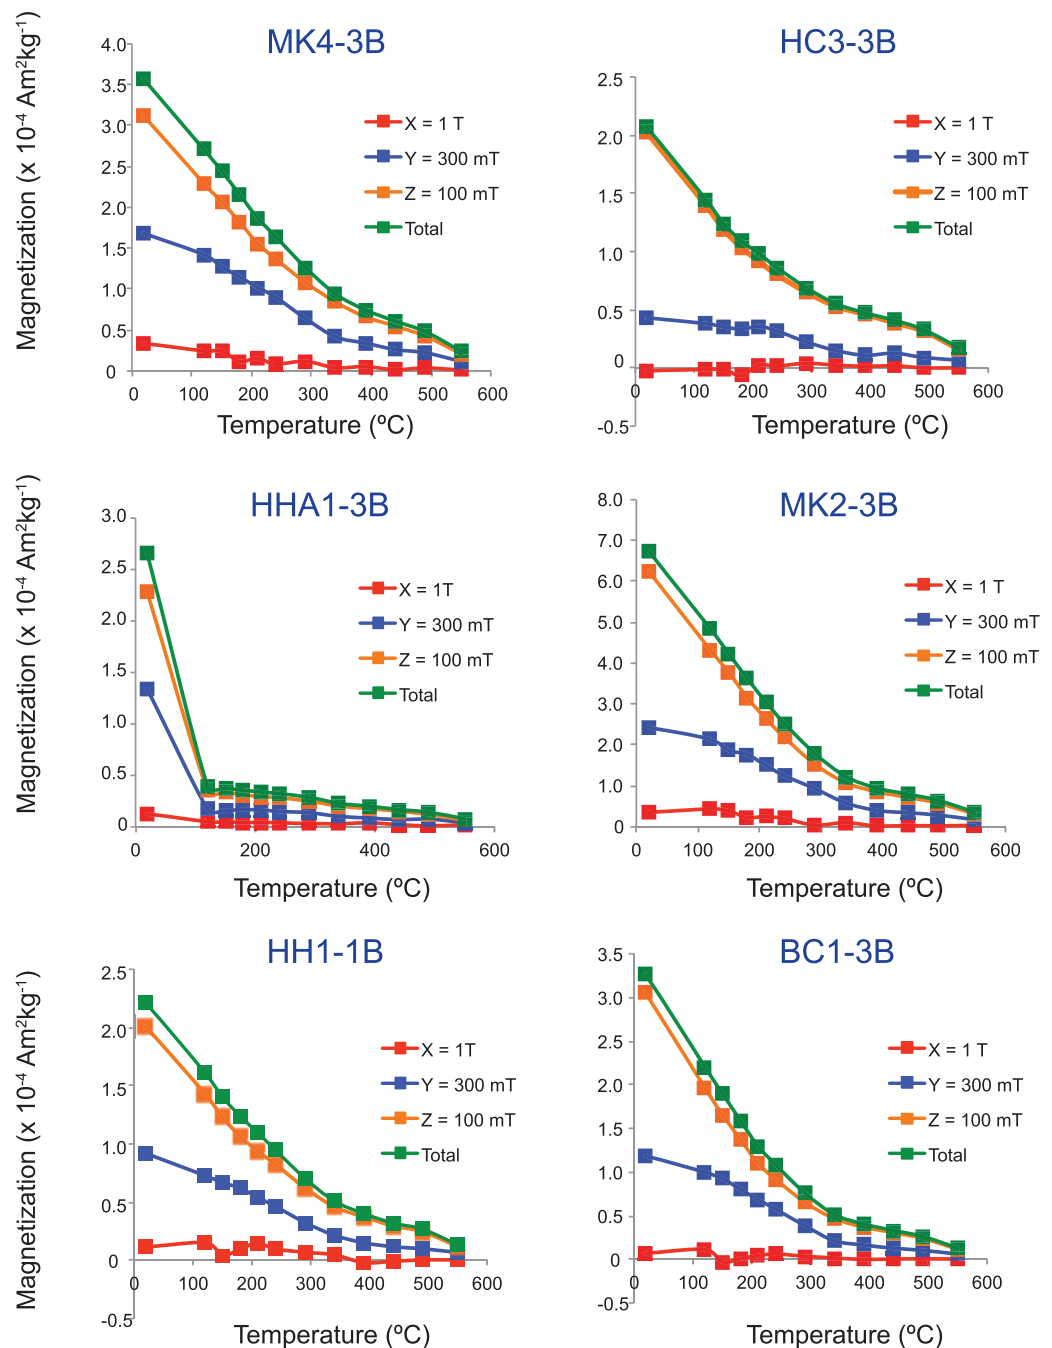 MK4-3B
Magnetization (x 10⁻⁴ Am²kg⁻¹)
4.0
3.5
3.0
2.5
2.0
1.5
1.0
0.5
0
0 100 200 300 400 500 600
Temperature (ºC)
X = 1 T
Y = 300 mT
Z = 100 mT
Total
HC3-3B
2.5
2.0
1.5
1.0
0.5
0
-0.5
0 100 200 300 400 500 600
Temperature (ºC)
X = 1 T
Y = 300 mT
Z = 100 mT
Total
HHA1-3B
Magnetization (x 10⁻⁴ Am²kg⁻¹)
3.0
2.5
2.0
1.5
1.0
0.5
0
0 200 400 600
Temperature (ºC)
X = 1T
Y = 300 mT
Z = 100 mT
Total
MK2-3B
8.0
7.0
6.0
5.0
4.0
3.0
2.0
1.0
0
0 100 200 300 400 500 600
Temperature (ºC)
X = 1 T
Y = 300 mT
Z = 100 mT
Total
HH1-1B
Magnetization (x 10⁻⁴ Am²kg⁻¹)
2.5
2.0
1.5
1.0
0.5
0
-0.5
0 100 200 300 400 500 600
Temperature (ºC)
X = 1T
Y = 300 mT
Z = 100 mT
Total
BC1-3B
3.5
3.0
2.5
2.0
1.5
1.0
0.5
0
-0.5
0 100 200 300 400 500 600
Temperature (ºC)
X = 1 T
Y = 300 mT
Z = 100 mT
Total